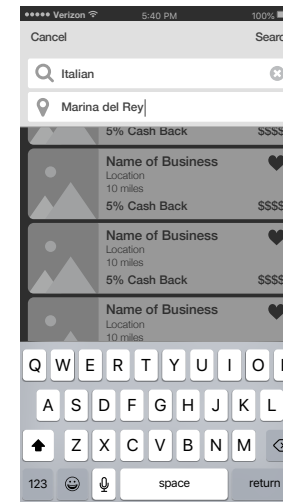 Verizon 5:40 PM 100%
Cancel Searc
Italian
Marina del Rey
5% Cash Back $$$$
Name of Business
Location
10 miles
5% Cash Back $$$$
Name of Business
Location
10 miles
5% Cash Back $$$$
Name of Business
Location
10 miles
Q W E R T Y U I O
A S D F G H J K L
Z X C V B N M
123 space return